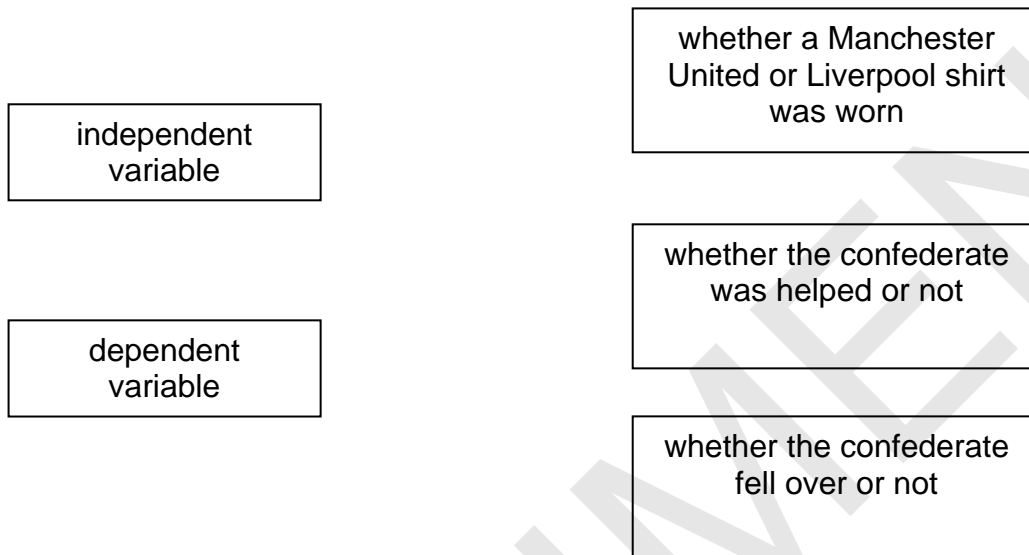 whether a Manchester
United or Liverpool shirt
was worn
independent
variable
whether the confederate
was helped or not
dependent
variable
whether the confederate
fell over or not